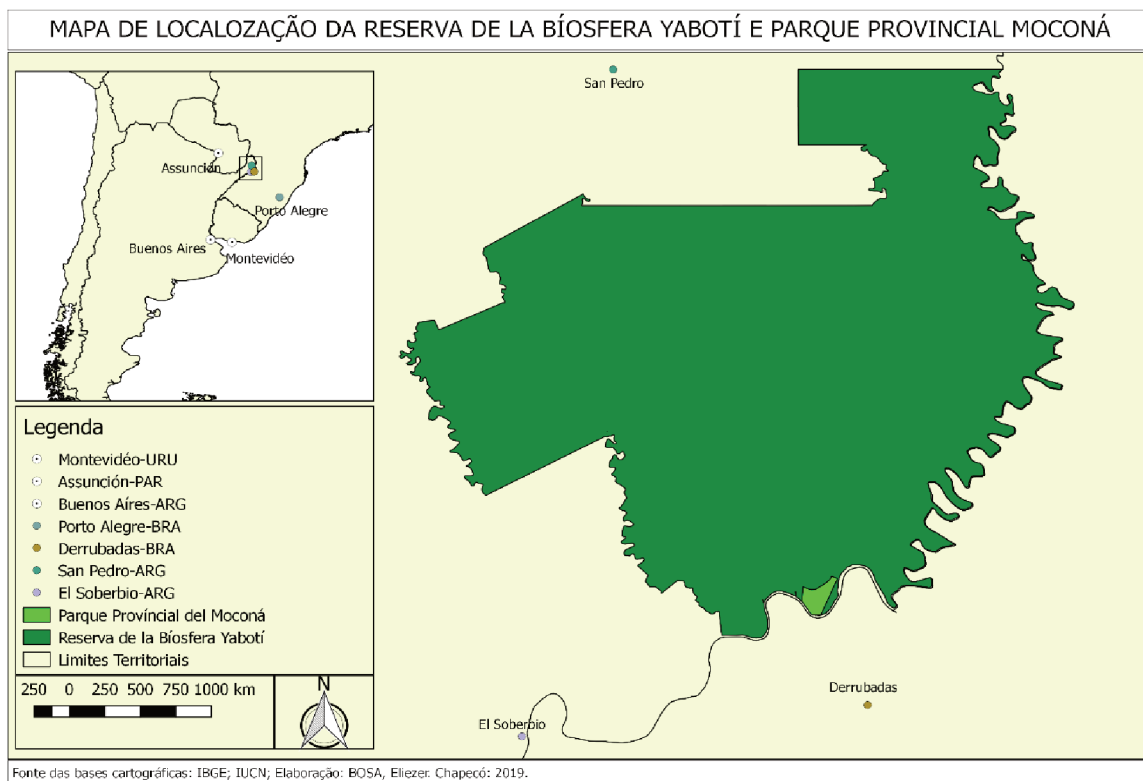 MAPA DE LOCALOZAÇÃO DA RESERVA DE LA BÍOSFERA YABOTÍ E PARQUE PROVINCIAL MOCONÁ
San Pedro
Assunción
Porto Alegre
Buenos Aires
Montevidéo
Legenda
Montevidéo-URU
Assunción-PAR
Buenos Aíres-ARG
Porto Alegre-BRA
Derrubadas-BRA
San Pedro-ARG
El Soberbio-ARG
Parque Províncial del Moconá
Reserva de la Bíosfera Yabotí
Limites Territoriais
250 0 250 500 750 1000 km
N
Derrubadas
El Soberbio
Fonte das bases cartográficas: IBGE; IUCN; Elaboração: BOSA, Eliezer. Chapecó: 2019.